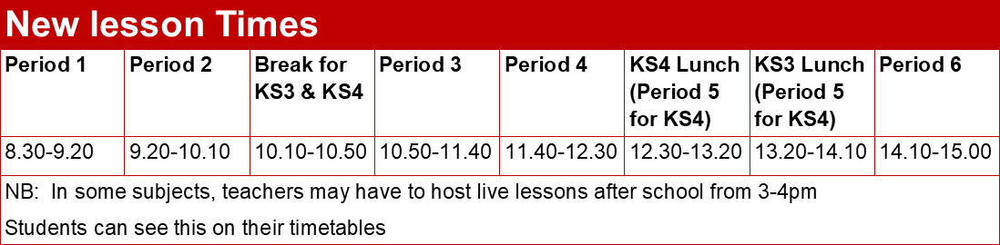 New lesson Times
Period 1
Period 2
Break for
KS3 & KS4
Period 3
Period 4
KS4 Lunch
(Period 5
for KS4)
KS3 Lunch
(Period 5
for KS4)
Period 6
8.30-9.20
9.20-10.10
10.10-10.50
10.50-11.40
11.40-12.30
12.30-13.20
13.20-14.10
14.10-15.00
NB:  In some subjects, teachers may have to host live lessons after school from 3-4pm
Students can see this on their timetables